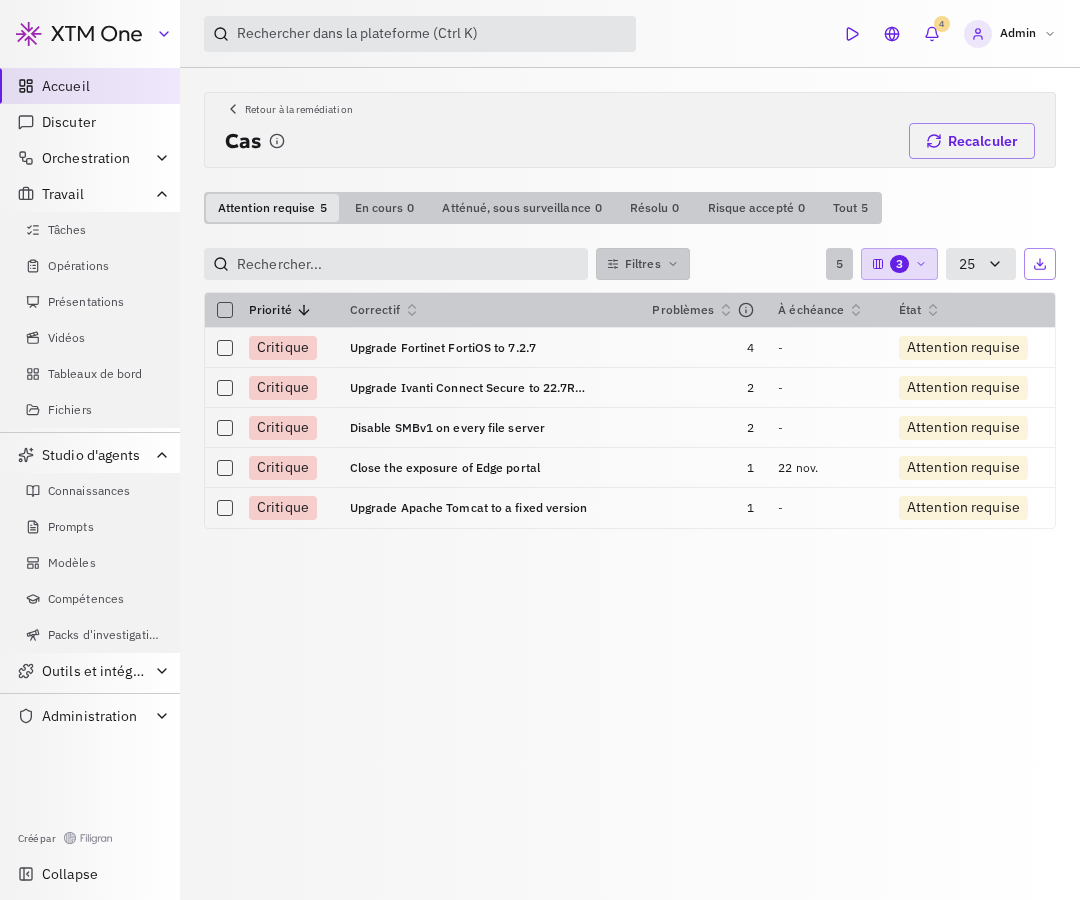 XTM One
Rechercher dans la plateforme (Ctrl K)
4
Admin
Accueil
Discuter
Orchestration
Travail
Tâches
Opérations
Présentations
Vidéos
Tableaux de bord
Fichiers
Studio d'agents
Connaissances
Prompts
Modèles
Compétences
Packs d'investigati...
Outils et intég...
Administration
Créé par Filigran
Collapse
Retour à la remédiation
Cas
Recalculer
Attention requise 5 En cours 0 Atténué, sous surveillance 0 Résolu 0 Risque accepté 0 Tout 5
Rechercher... Filtres 5 3 25
Priorité Correctif Problèmes À échéance État
Critique Upgrade Fortinet FortiOS to 7.2.7 4 - Attention requise
Critique Upgrade Ivanti Connect Secure to 22.7R... 2 - Attention requise
Critique Disable SMBv1 on every file server 2 - Attention requise
Critique Close the exposure of Edge portal 1 22 nov. Attention requise
Critique Upgrade Apache Tomcat to a fixed version 1 - Attention requise